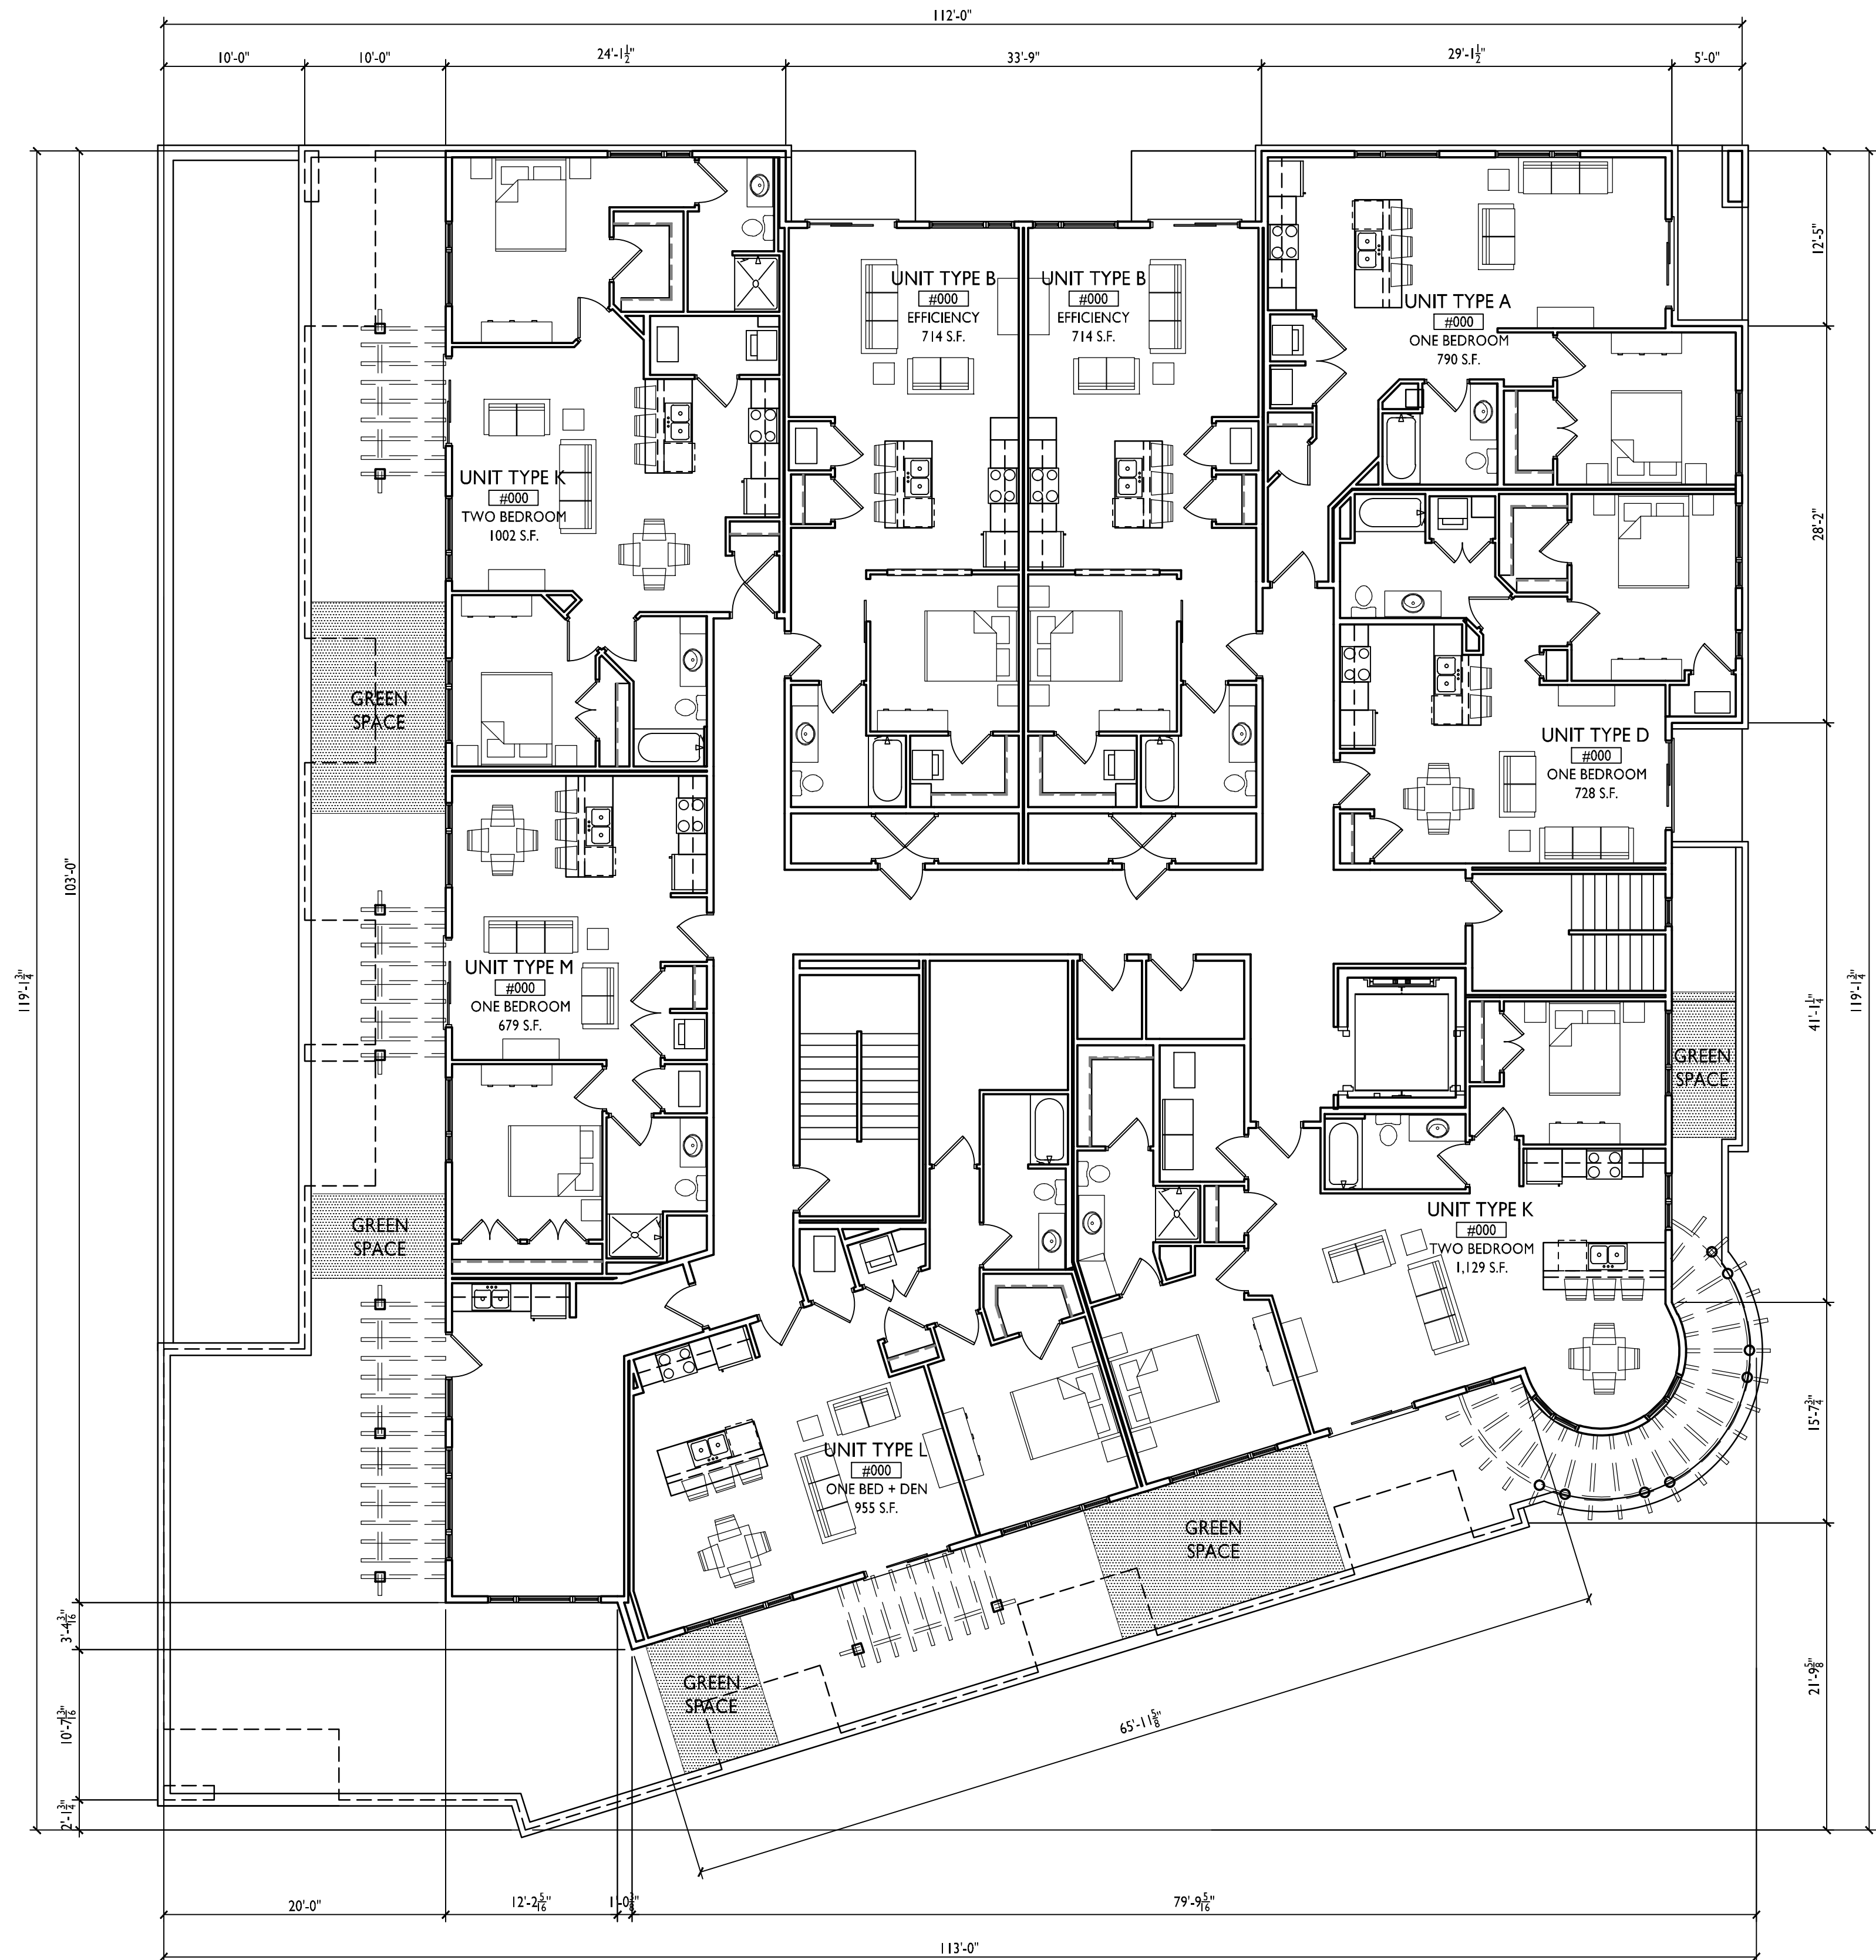 112'-0"
10'-0"
10'-0"
24'-1 1/2"
33'-9"
29'-1 1/2"
5'-0"
UNIT TYPE B
#000
EFFICIENCY
714 S.F.
UNIT TYPE B
#000
EFFICIENCY
714 S.F.
UNIT TYPE A
#000
ONE BEDROOM
790 S.F.
12'-5"
UNIT TYPE K
#000
TWO BEDROOM
1002 S.F.
28'-2"
GREEN
SPACE
UNIT TYPE D
#000
ONE BEDROOM
728 S.F.
103'-0"
119'-1 3/4"
UNIT TYPE M
#000
ONE BEDROOM
679 S.F.
41'-1 1/4"
119'-1 3/4"
GREEN
SPACE
GREEN
SPACE
UNIT TYPE K
#000
TWO BEDROOM
1,129 S.F.
15'-7 3/4"
UNIT TYPE L
#000
ONE BED + DEN
955 S.F.
GREEN
SPACE
3'-4 3/16"
GREEN
SPACE
21'-9 5/8"
10'-7 13/16"
65'-11 5/8"
2'-1 3/4"
20'-0"
12'-2 5/16"
1'-0 3/8"
79'-9 5/16"
113'-0"